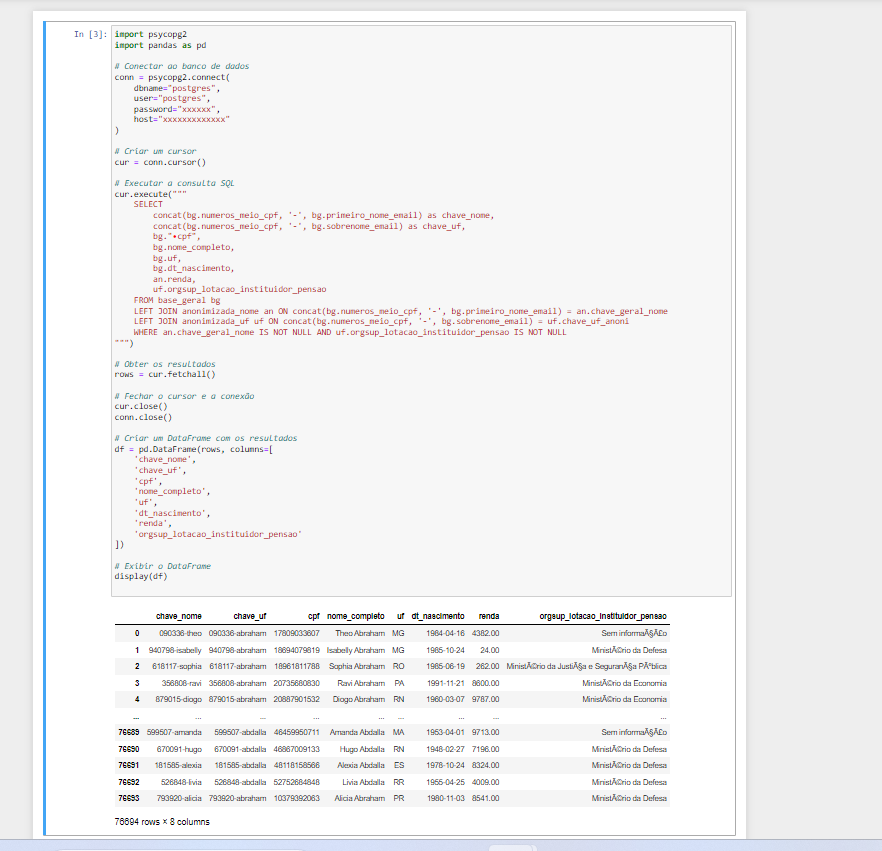 In [3]: import psycopg2
import pandas as pd
# Conectar ao banco de dados
conn = psycopg2.connect(
dbname="postgres",
user="postgres",
password="xxxxxx",
host="xxxxxxxxxxxxx"
)
# Criar um cursor
cur = conn.cursor()
# Executar a consulta SQL
cur.execute("""
SELECT
concat(bg.numeros_meio_cpf, '-', bg.primeiro_nome_email) as chave_nome,
concat(bg.numeros_meio_cpf, '-', bg.sobrenome_email) as chave_uf,
bg."•cpf",
bg.nome_completo,
bg.uf,
bg.dt_nascimento,
an.renda,
uf.orgsup_lotacao_instituidor_pensao
FROM base_geral bg
LEFT JOIN anonimizada_nome an ON concat(bg.numeros_meio_cpf, '-', bg.primeiro_nome_email) = an.chave_geral_nome
LEFT JOIN anonimizada_uf uf ON concat(bg.numeros_meio_cpf, '-', bg.sobrenome_email) = uf.chave_uf_anoni
WHERE an.chave_geral_nome IS NOT NULL AND uf.orgsup_lotacao_instituidor_pensao IS NOT NULL
""")
# Obter os resultados
rows = cur.fetchall()
# Fechar o cursor e a conexão
cur.close()
conn.close()
# Criar um DataFrame com os resultados
df = pd.DataFrame(rows, columns=[
'chave_nome',
'chave_uf',
'cpf',
'nome_completo',
'uf',
'dt_nascimento',
'renda',
'orgsup_lotacao_instituidor_pensao'
])
# Exibir o DataFrame
display(df)
chave_nome chave_uf cpf nome_completo uf dt_nascimento renda orgsup_lotacao_instituidor_pensao
0 090336-theo 090336-abraham 17809033607 Theo Abraham MG 1984-04-16 4382.00 Sem informaÃ§Ã£o
1 940798-isabelly 940798-abraham 18694079819 Isabelly Abraham MG 1985-10-24 24.00 MinistÃ©rio da Defesa
2 618117-sophia 618117-abraham 18961811788 Sophia Abraham RO 1985-06-19 262.00 MinistÃ©rio da JustiÃ§a e SeguranÃ§a PÃºblica
3 356808-ravi 356808-abraham 20735680830 Ravi Abraham PA 1991-11-21 8600.00 MinistÃ©rio da Economia
4 879015-diogo 879015-abraham 20887901532 Diogo Abraham RN 1960-03-07 9787.00 MinistÃ©rio da Economia
... ... ... ... ... ... ... ... ...
76689 599507-amanda 599507-abdalla 46459950711 Amanda Abdalla MA 1953-04-01 9713.00 Sem informaÃ§Ã£o
76690 670091-hugo 670091-abdalla 46867009133 Hugo Abdalla RN 1948-02-27 7196.00 MinistÃ©rio da Defesa
76691 181585-alexia 181585-abdalla 48118158566 Alexia Abdalla ES 1978-10-24 8324.00 MinistÃ©rio da Defesa
76692 526848-livia 526848-abdalla 52752684848 Livia Abdalla RR 1955-04-25 4009.00 MinistÃ©rio da Defesa
76693 793920-alicia 793920-abraham 10379392063 Alicia Abraham PR 1980-11-03 8541.00 MinistÃ©rio da Defesa
76694 rows × 8 columns